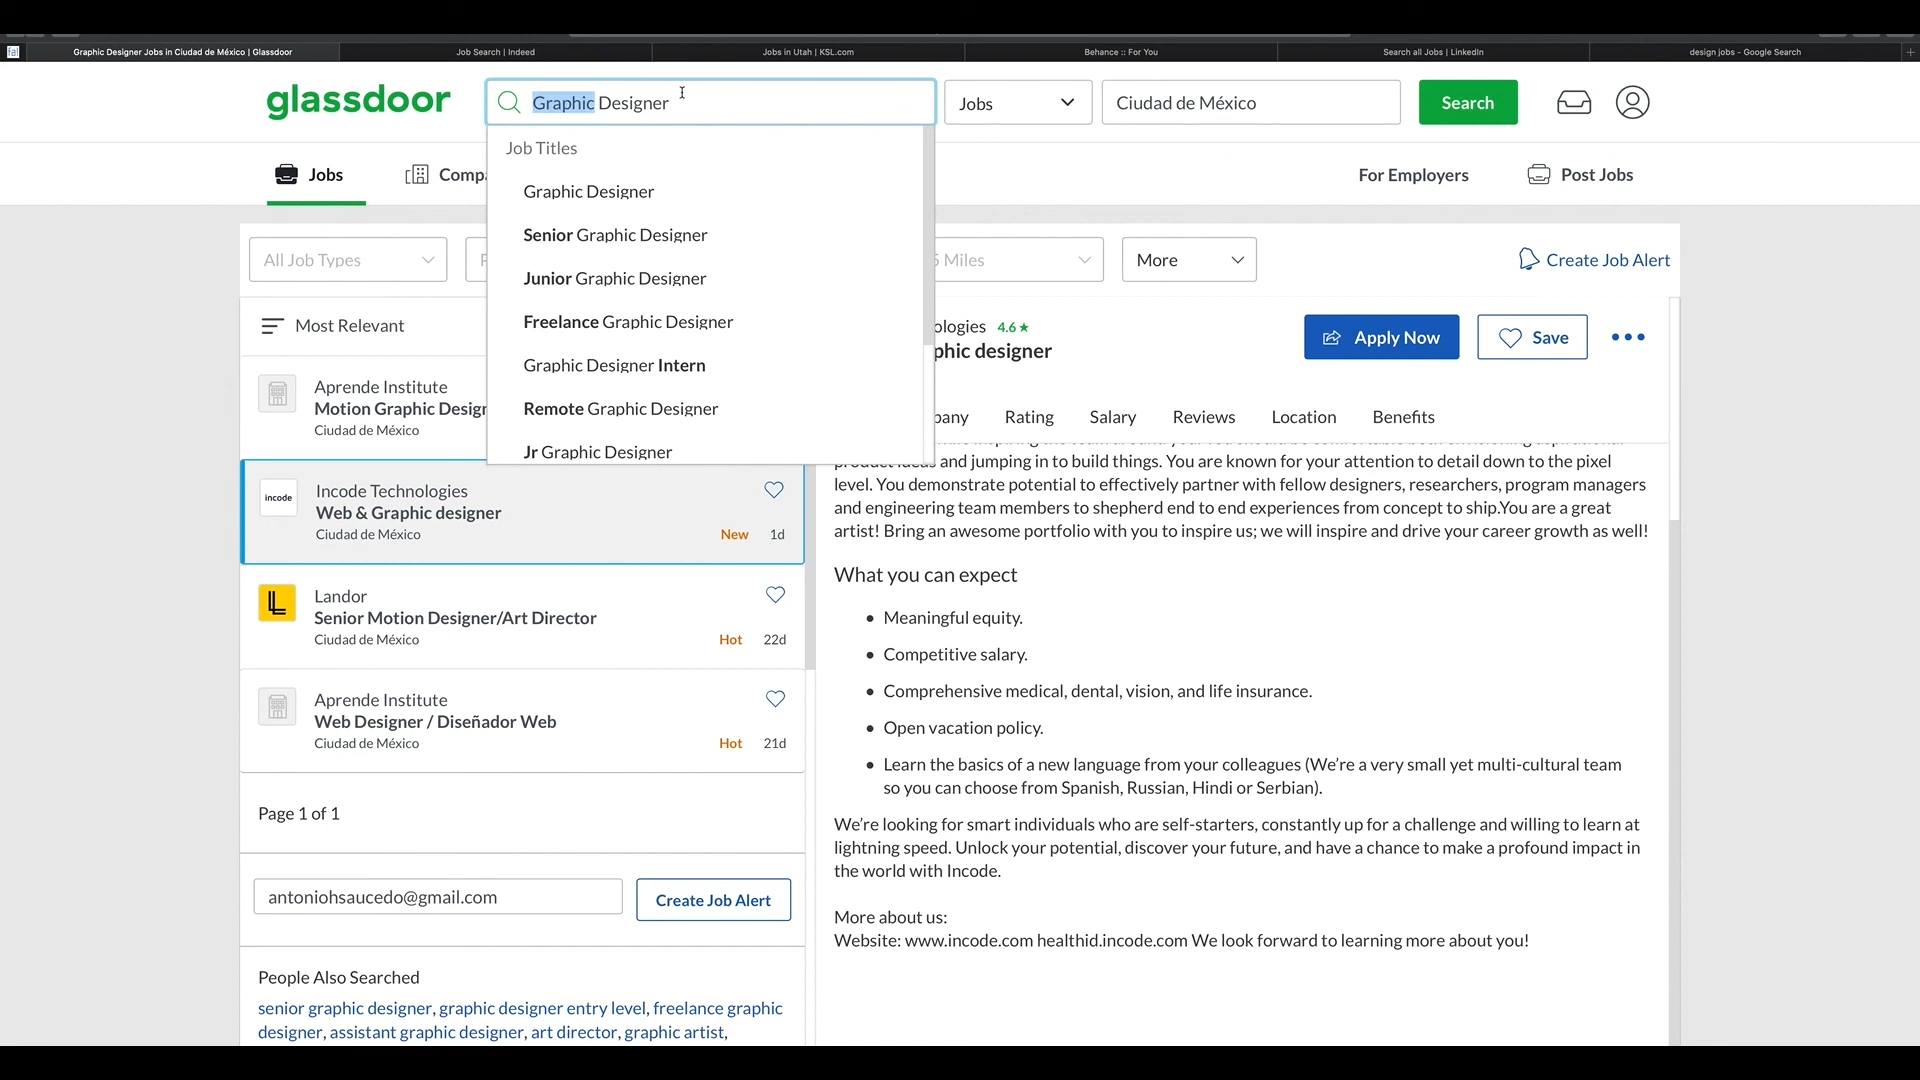 Graphic Designer Jobs in Ciudad de México | Glassdoor
Job Search | Indeed
Jobs in Utah | KSL.com
Behance :: For You
Search all Jobs | LinkedIn
design jobs - Google Search
glassdoor
Graphic Designer
Jobs
Ciudad de México
Search
Jobs
Comp
For Employers
Post Jobs
Job Titles
Graphic Designer
Senior Graphic Designer
Junior Graphic Designer
Freelance Graphic Designer
Graphic Designer Intern
Remote Graphic Designer
Jr Graphic Designer
All Job Types
5 Miles
More
Create Job Alert
Most Relevant
Aprende Institute
Motion Graphic Design
Ciudad de México
incode
Incode Technologies
Web & Graphic designer
Ciudad de México
New 1d
Landor
Senior Motion Designer/Art Director
Ciudad de México
Hot 22d
Aprende Institute
Web Designer / Diseñador Web
Ciudad de México
Hot 21d
Page 1 of 1
antoniohsaucedo@gmail.com
Create Job Alert
People Also Searched
senior graphic designer, graphic designer entry level, freelance graphic
designer, assistant graphic designer, art director, graphic artist,
ologies 4.6★
phic designer
Apply Now
Save
pany
Rating
Salary
Reviews
Location
Benefits
product ideas and jumping in to build things. You are known for your attention to detail down to the pixel
level. You demonstrate potential to effectively partner with fellow designers, researchers, program managers
and engineering team members to shepherd end to end experiences from concept to ship.You are a great
artist! Bring an awesome portfolio with you to inspire us; we will inspire and drive your career growth as well!
What you can expect
• Meaningful equity.
• Competitive salary.
• Comprehensive medical, dental, vision, and life insurance.
• Open vacation policy.
• Learn the basics of a new language from your colleagues (We’re a very small yet multi-cultural team
so you can choose from Spanish, Russian, Hindi or Serbian).
We’re looking for smart individuals who are self-starters, constantly up for a challenge and willing to learn at
lightning speed. Unlock your potential, discover your future, and have a chance to make a profound impact in
the world with Incode.
More about us:
Website: www.incode.com healthid.incode.com We look forward to learning more about you!